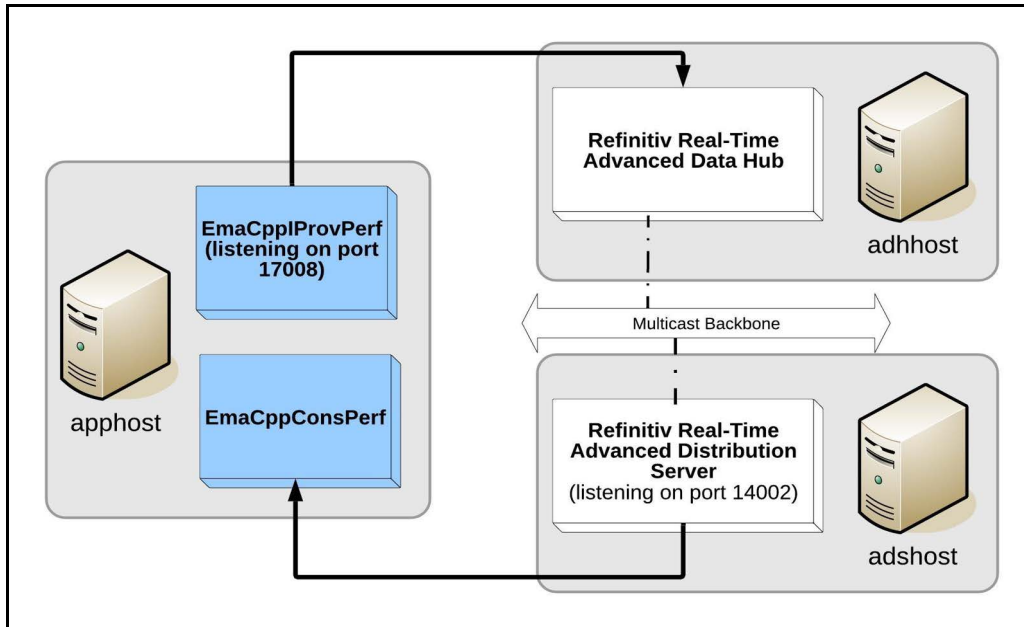 Refinitiv Real-Time
Advanced Data Hub
adhhost
EmaCppIProvPerf
(listening on port
17008)
apphost
EmaCppConsPerf
Multicast Backbone
Refinitiv Real-Time
Advanced Distribution
Server
(listening on port 14002)
adshost